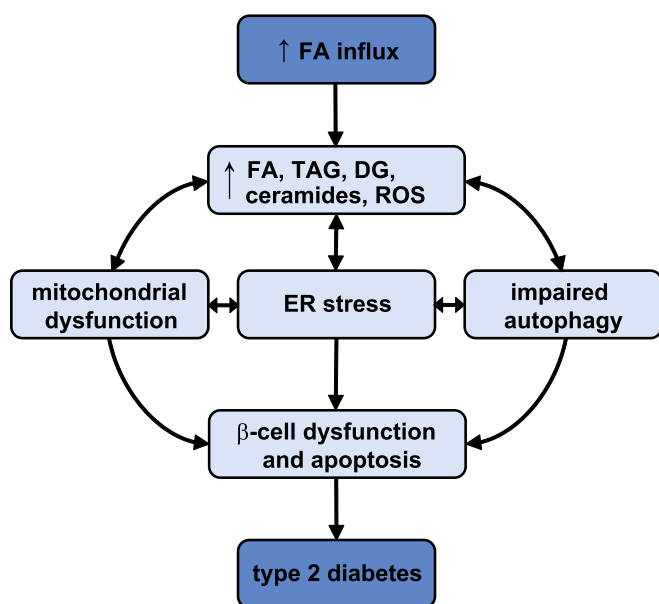 ↑ FA influx
↑ FA, TAG, DG,
ceramides, ROS
mitochondrial
dysfunction
ER stress
impaired
autophagy
β-cell dysfunction
and apoptosis
type 2 diabetes